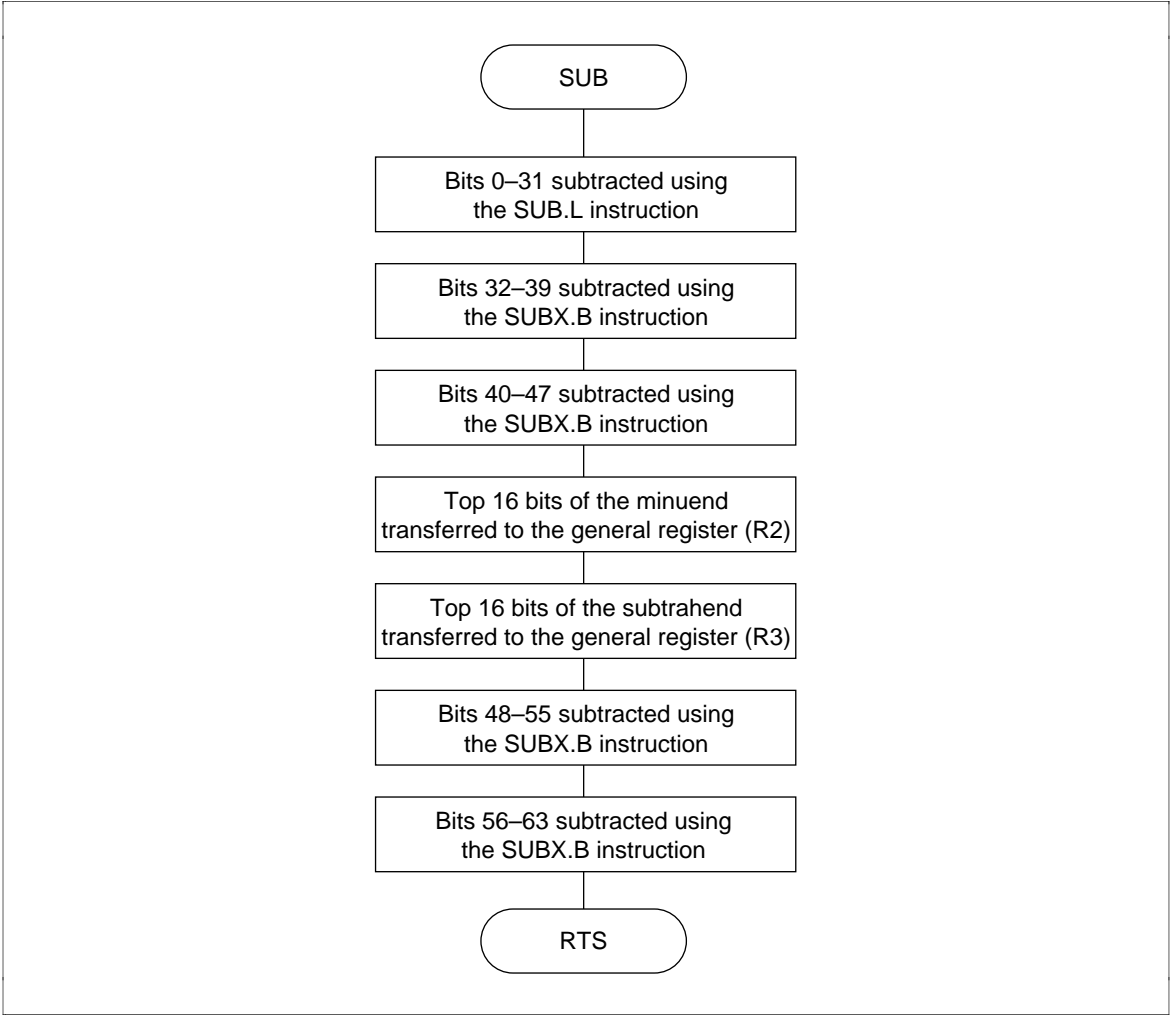 SUB
Bits 0–31 subtracted using
the SUB.L instruction
Bits 32–39 subtracted using
the SUBX.B instruction
Bits 40–47 subtracted using
the SUBX.B instruction
Top 16 bits of the minuend
transferred to the general register (R2)
Top 16 bits of the subtrahend
transferred to the general register (R3)
Bits 48–55 subtracted using
the SUBX.B instruction
Bits 56–63 subtracted using
the SUBX.B instruction
RTS